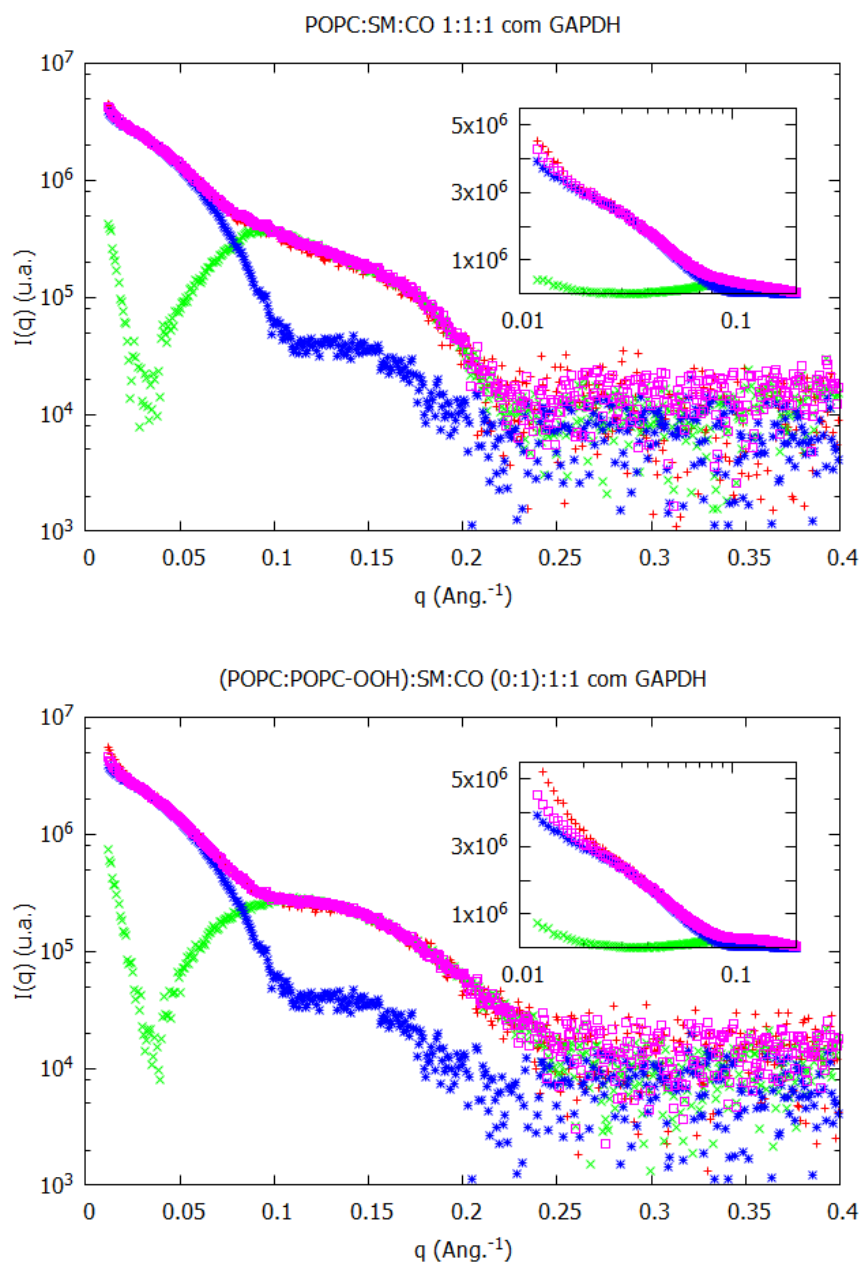 POPC:SM:CO 1:1:1 com GAPDH
10⁷
10⁶
10⁵
10⁴
10³
I(q) (u.a.)
5x10⁶
3x10⁶
1x10⁶
0.01 0.1
0 0.05 0.1 0.15 0.2 0.25 0.3 0.35 0.4
q (Ang.⁻¹)
(POPC:POPC-OOH):SM:CO (0:1):1:1 com GAPDH
10⁷
10⁶
10⁵
10⁴
10³
I(q) (u.a.)
5x10⁶
3x10⁶
1x10⁶
0.01 0.1
0 0.05 0.1 0.15 0.2 0.25 0.3 0.35 0.4
q (Ang.⁻¹)